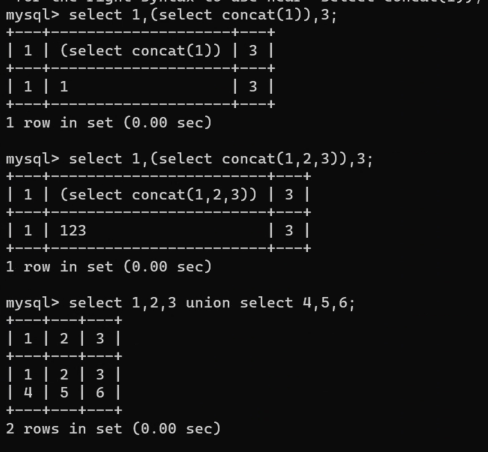 mysql> select 1,(select concat(1)),3;
+---+--------------------+---+
| 1 | (select concat(1)) | 3 |
+---+--------------------+---+
| 1 | 1                  | 3 |
+---+--------------------+---+
1 row in set (0.00 sec)
mysql> select 1,(select concat(1,2,3)),3;
+---+------------------------+---+
| 1 | (select concat(1,2,3)) | 3 |
+---+------------------------+---+
| 1 | 123                    | 3 |
+---+------------------------+---+
1 row in set (0.00 sec)
mysql> select 1,2,3 union select 4,5,6;
+---+---+---+
| 1 | 2 | 3 |
+---+---+---+
| 1 | 2 | 3 |
| 4 | 5 | 6 |
+---+---+---+
2 rows in set (0.00 sec)